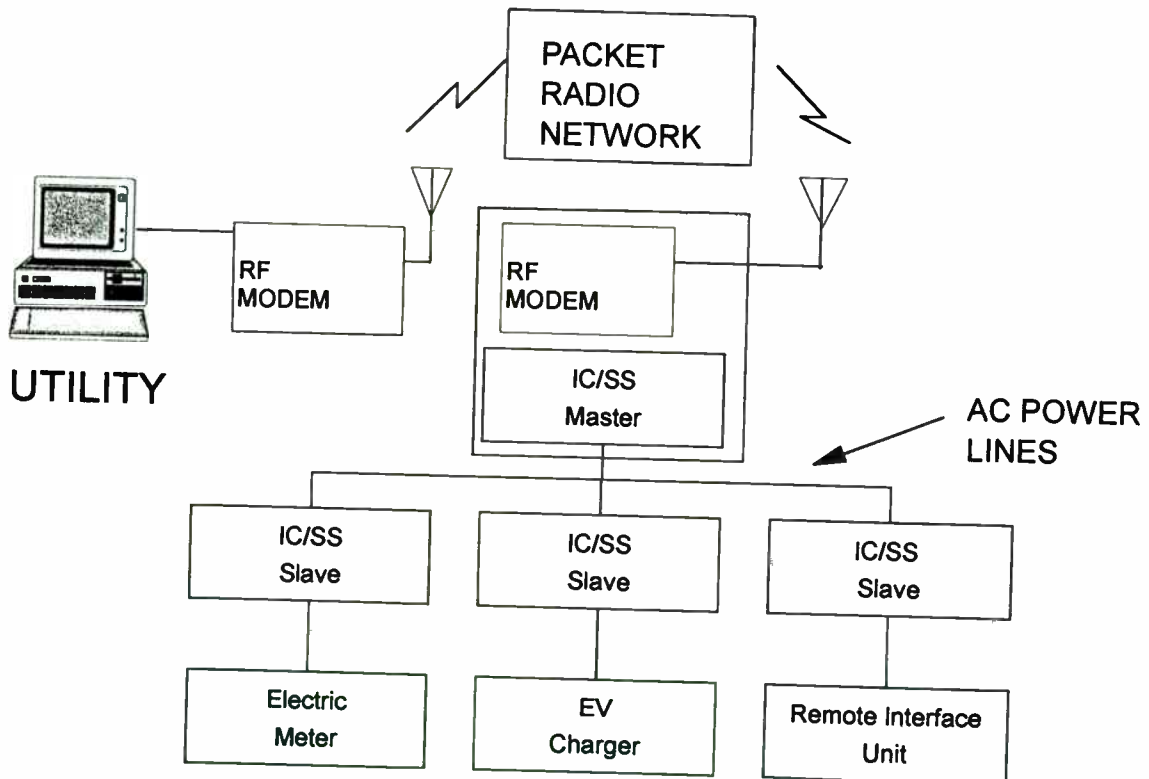 PACKET
RADIO
NETWORK
RF
MODEM
RF
MODEM
UTILITY
IC/SS
Master
AC POWER
LINES
IC/SS
Slave
IC/SS
Slave
IC/SS
Slave
Electric
Meter
EV
Charger
Remote Interface
Unit